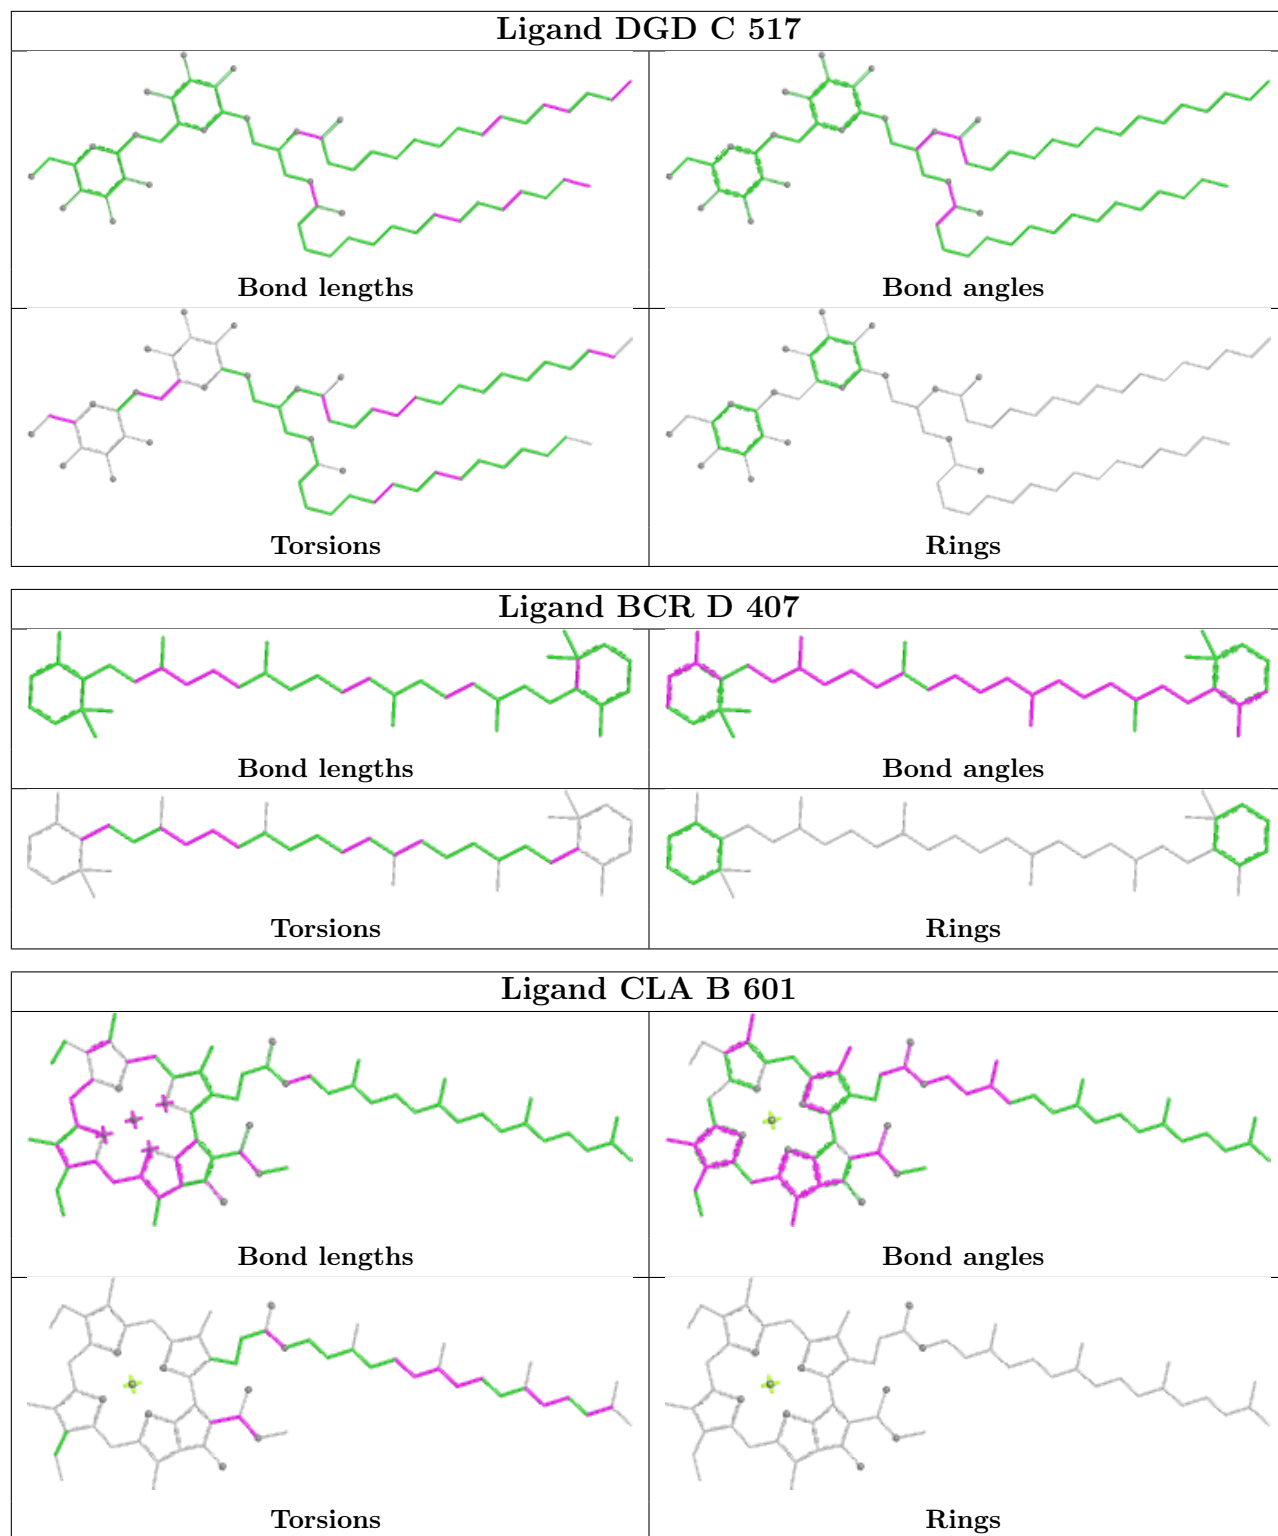 Ligand DGD C 517
Bond lengths
Bond angles
Torsions
Rings
Ligand BCR D 407
Bond lengths
Bond angles
Torsions
Rings
Ligand CLA B 601
Bond lengths
Bond angles
Torsions
Rings